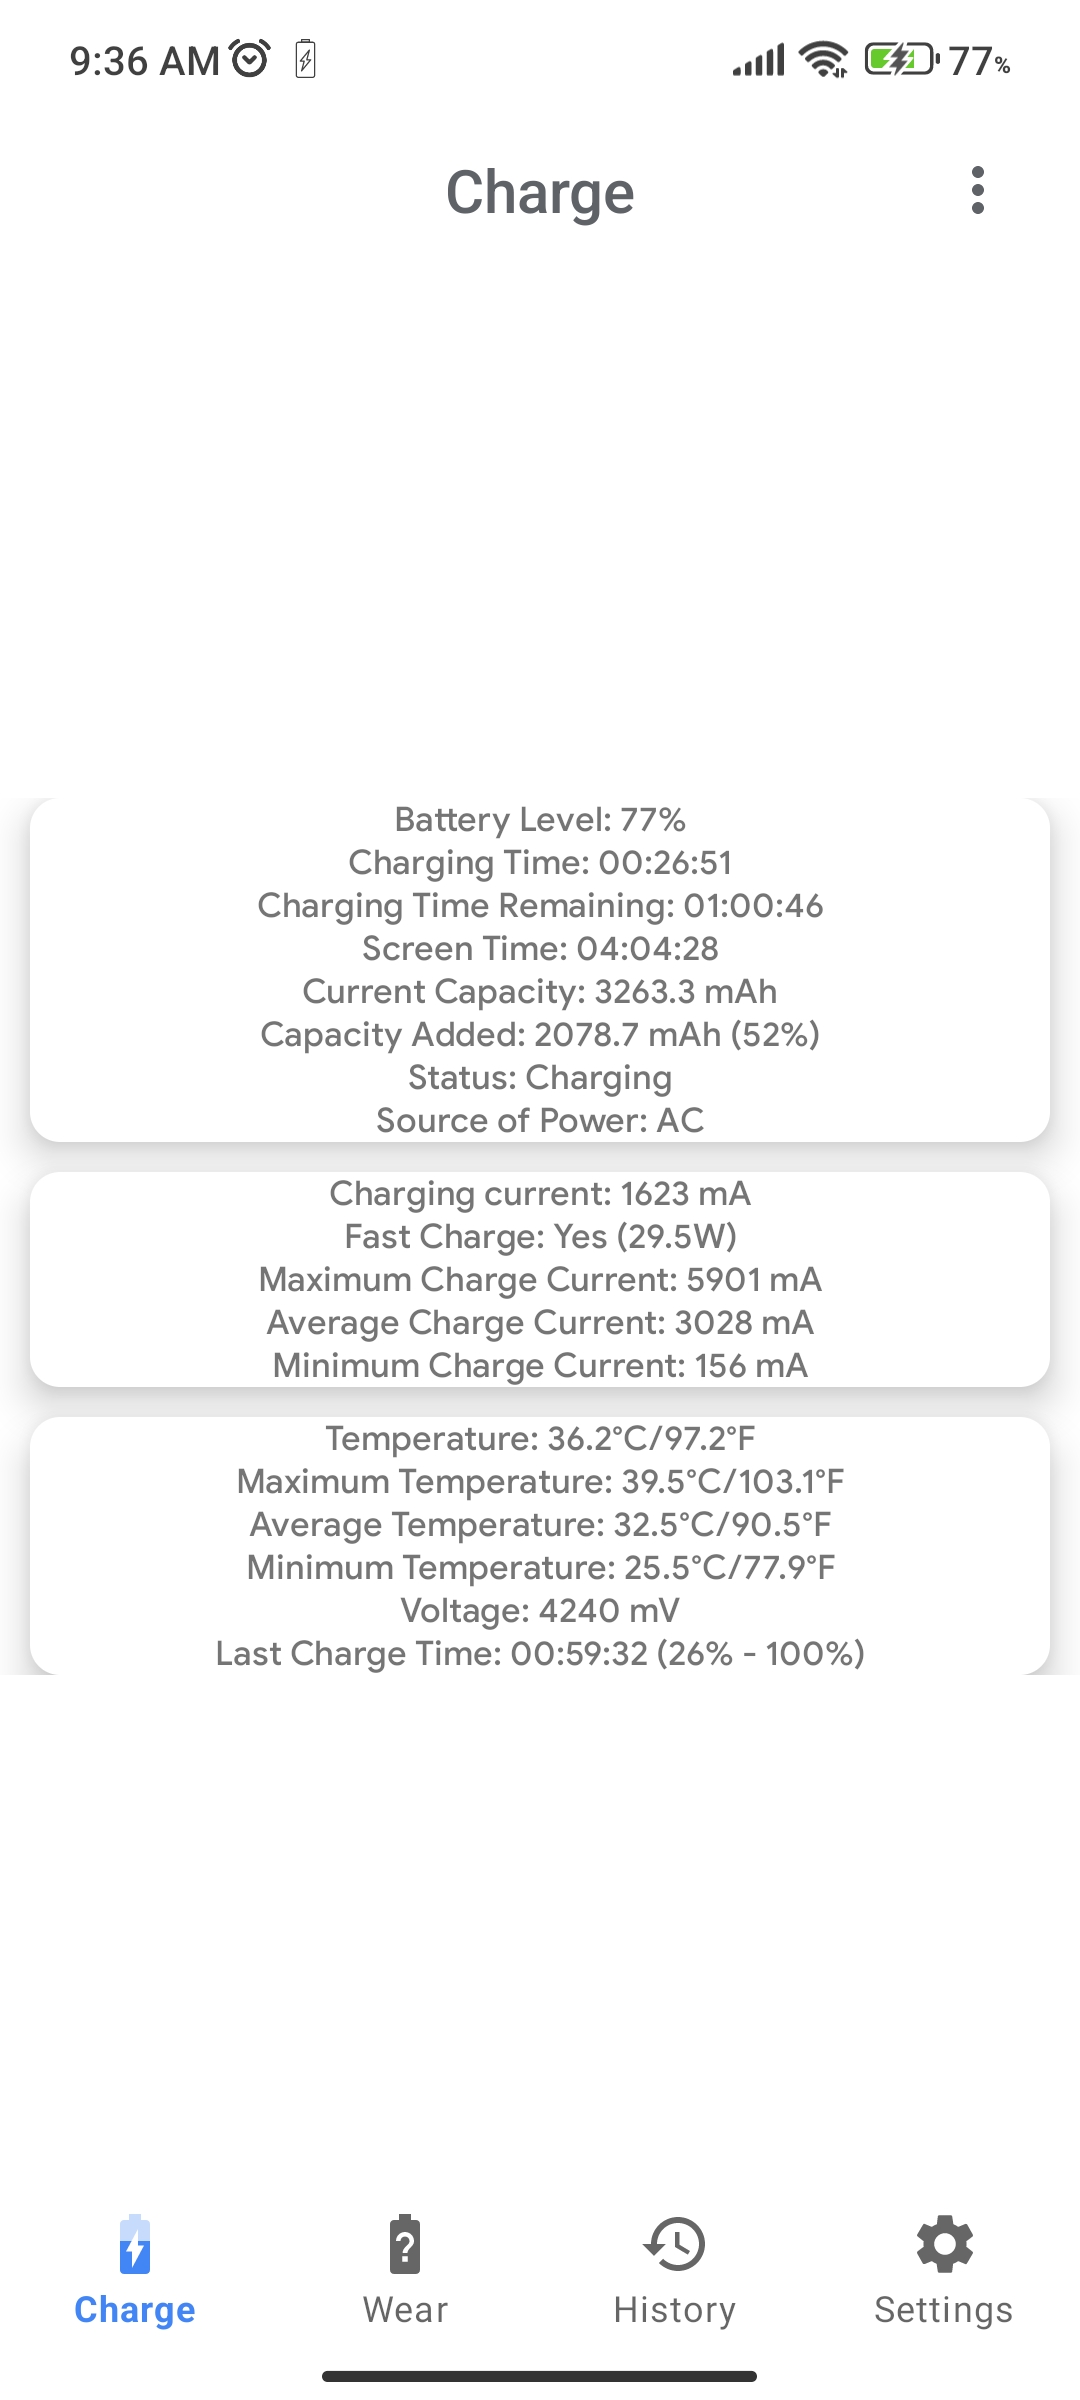 9:36 AM
77%
Charge
Battery Level: 77%
Charging Time: 00:26:51
Charging Time Remaining: 01:00:46
Screen Time: 04:04:28
Current Capacity: 3263.3 mAh
Capacity Added: 2078.7 mAh (52%)
Status: Charging
Source of Power: AC
Charging current: 1623 mA
Fast Charge: Yes (29.5W)
Maximum Charge Current: 5901 mA
Average Charge Current: 3028 mA
Minimum Charge Current: 156 mA
Temperature: 36.2°C/97.2°F
Maximum Temperature: 39.5°C/103.1°F
Average Temperature: 32.5°C/90.5°F
Minimum Temperature: 25.5°C/77.9°F
Voltage: 4240 mV
Last Charge Time: 00:59:32 (26% - 100%)
Charge
Wear
History
Settings